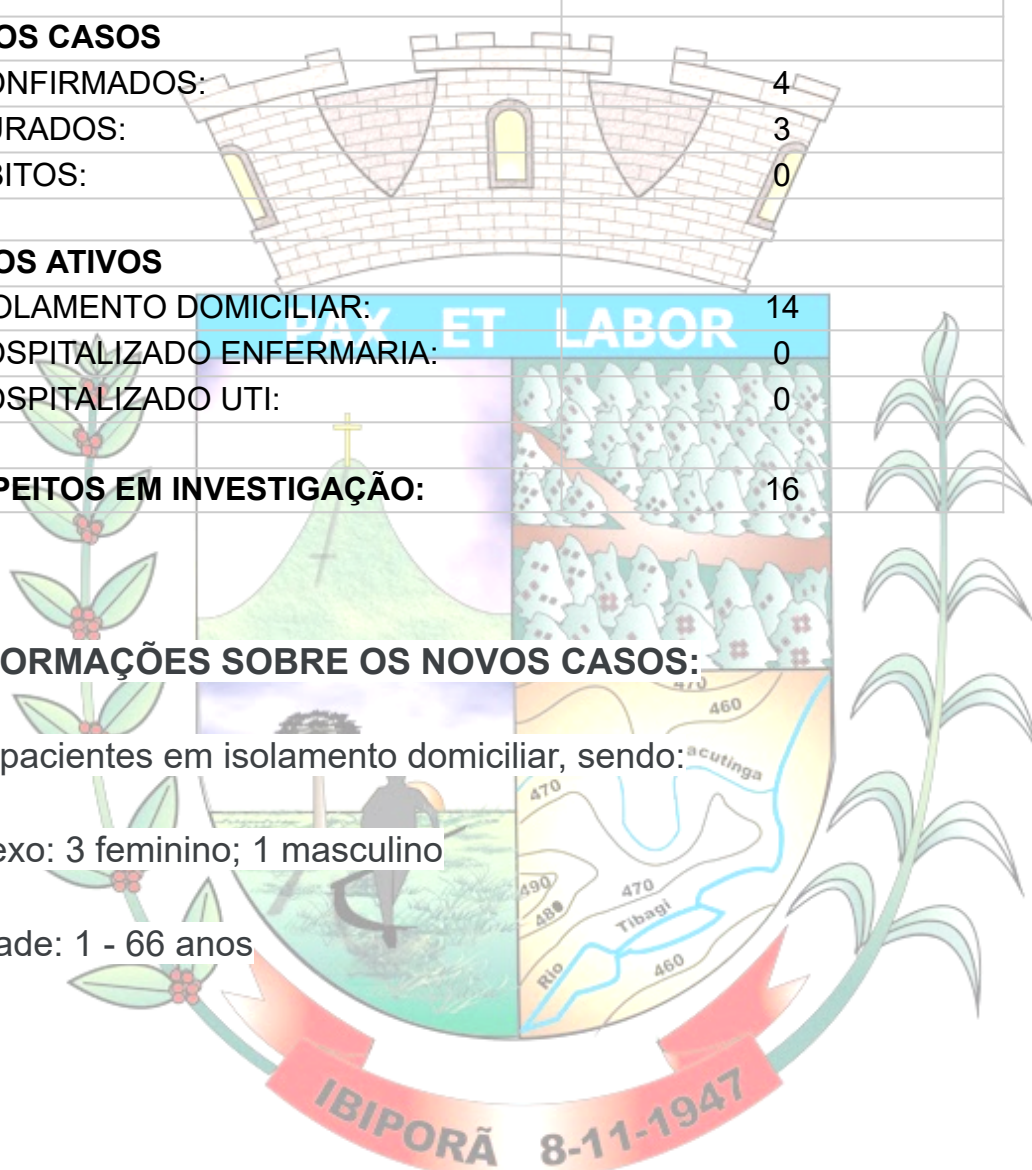 OS CASOS
ONFIRMADOS: 4
URADOS: 3
BITOS: 0
OS ATIVOS
OLAMENTO DOMICILIAR: 14
PAX ET LABOR
OSPITALIZADO ENFERMARIA: 0
OSPITALIZADO UTI: 0
PEITOS EM INVESTIGAÇÃO: 16
ORMAÇÕES SOBRE OS NOVOS CASOS:
470
460
pacientes em isolamento domiciliar, sendo:
acutinga
470
exo: 3 feminino; 1 masculino
490
480
470
Rio Tibagi
460
ade: 1 - 66 anos
IBIPORÃ 8-11-1947